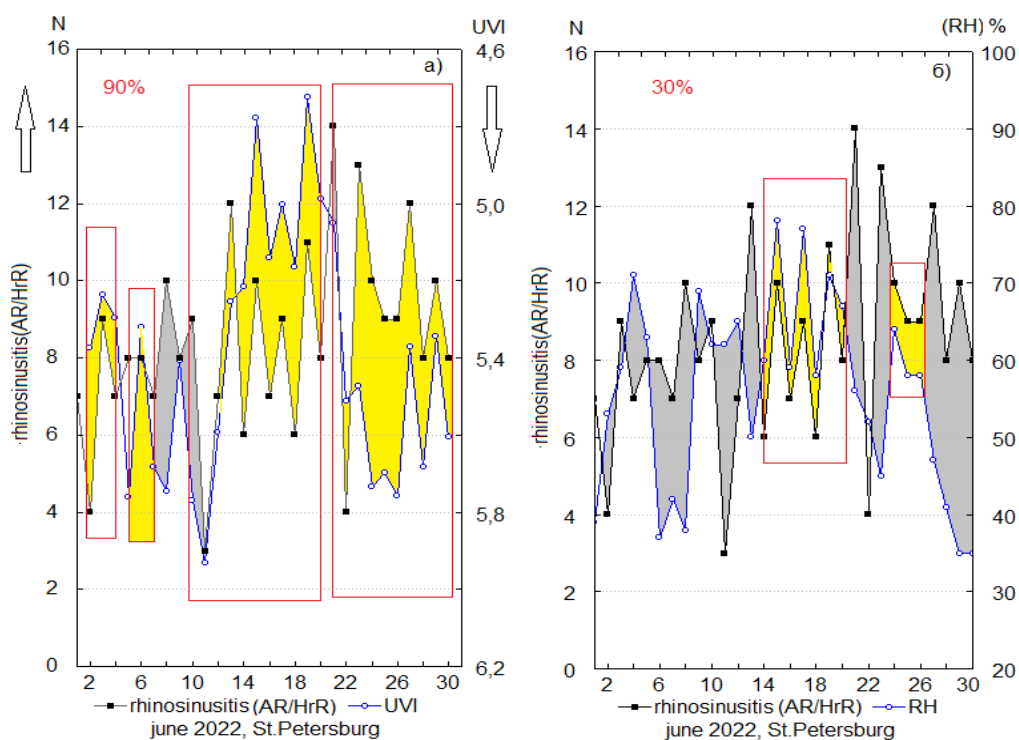 N
UVI
16
14
12
10
8
6
4
2
0
4,6
5,0
5,4
5,8
6,2
90%
а)
·rhinosinusitis(AR/HrR)
2 6 10 14 18 22 26 30
rhinosinusitis (AR/HrR) UVI
june 2022, St.Petersburg
N
(RH) %
16
14
12
10
8
6
4
2
0
100
90
80
70
60
50
40
30
20
30%
б)
·rhinosinusitis(AR/HrR)
2 6 10 14 18 22 26 30
rhinosinusitis (AR/HrR) RH
june 2022, St.Petersburg